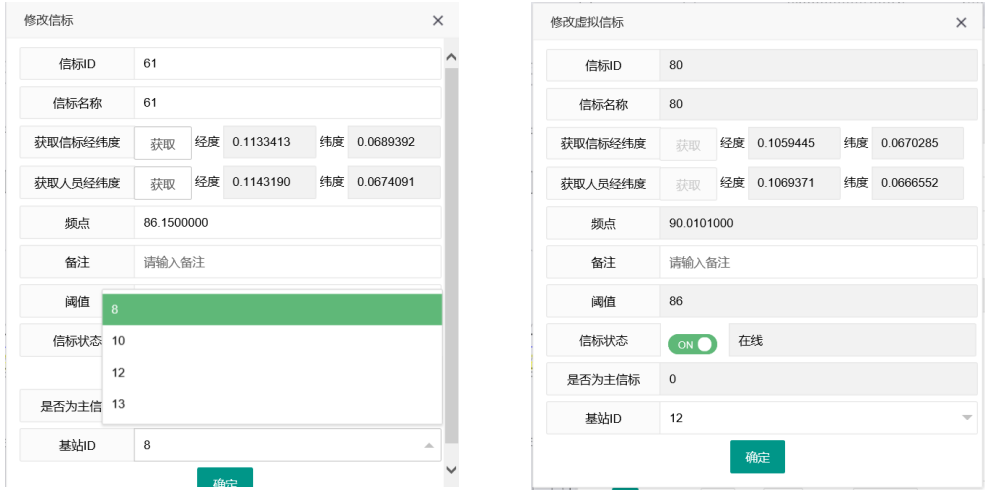 修改信标
信标ID 61
信标名称 61
获取信标经纬度 获取 经度 0.1133413 纬度 0.0689392
获取人员经纬度 获取 经度 0.1143190 纬度 0.0674091
频点 86.1500000
备注 请输入备注
阈值
8
信标状态 10
12
是否为主信 13
基站ID 8
确定
修改虚拟信标
信标ID 80
信标名称 80
获取信标经纬度 获取 经度 0.1059445 纬度 0.0670285
获取人员经纬度 获取 经度 0.1069371 纬度 0.0666552
频点 90.0101000
备注 请输入备注
阈值 86
信标状态 ON 在线
是否为主信标 0
基站ID 12
确定